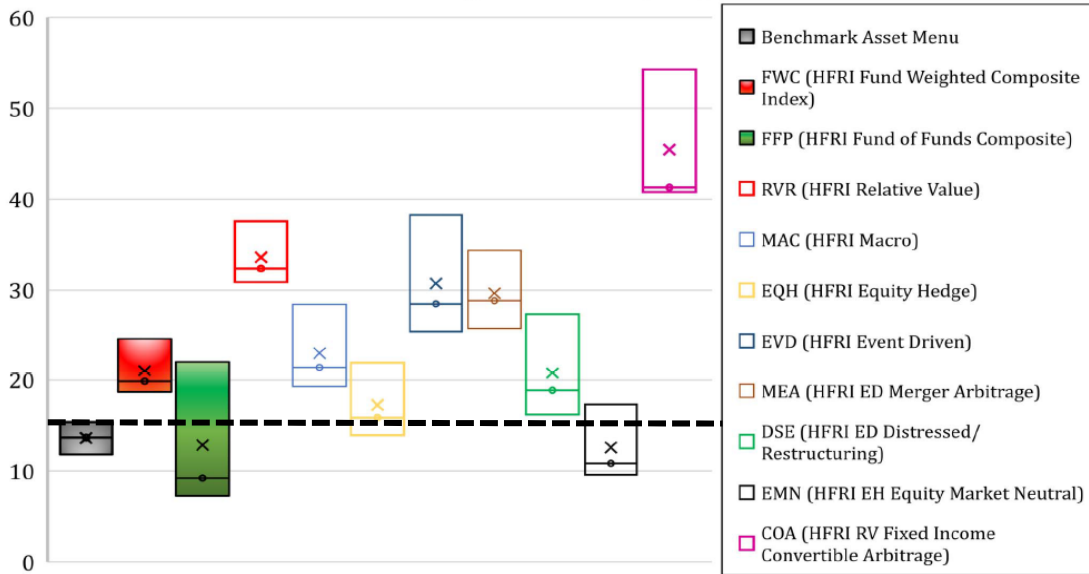 60
50
40
30
20
10
0
Benchmark Asset Menu
FWC (HFRI Fund Weighted Composite
Index)
FFP (HFRI Fund of Funds Composite)
RVR (HFRI Relative Value)
MAC (HFRI Macro)
EQH (HFRI Equity Hedge)
EVD (HFRI Event Driven)
MEA (HFRI ED Merger Arbitrage)
DSE (HFRI ED Distressed/
Restructuring)
EMN (HFRI EH Equity Market Neutral)
COA (HFRI RV Fixed Income
Convertible Arbitrage)